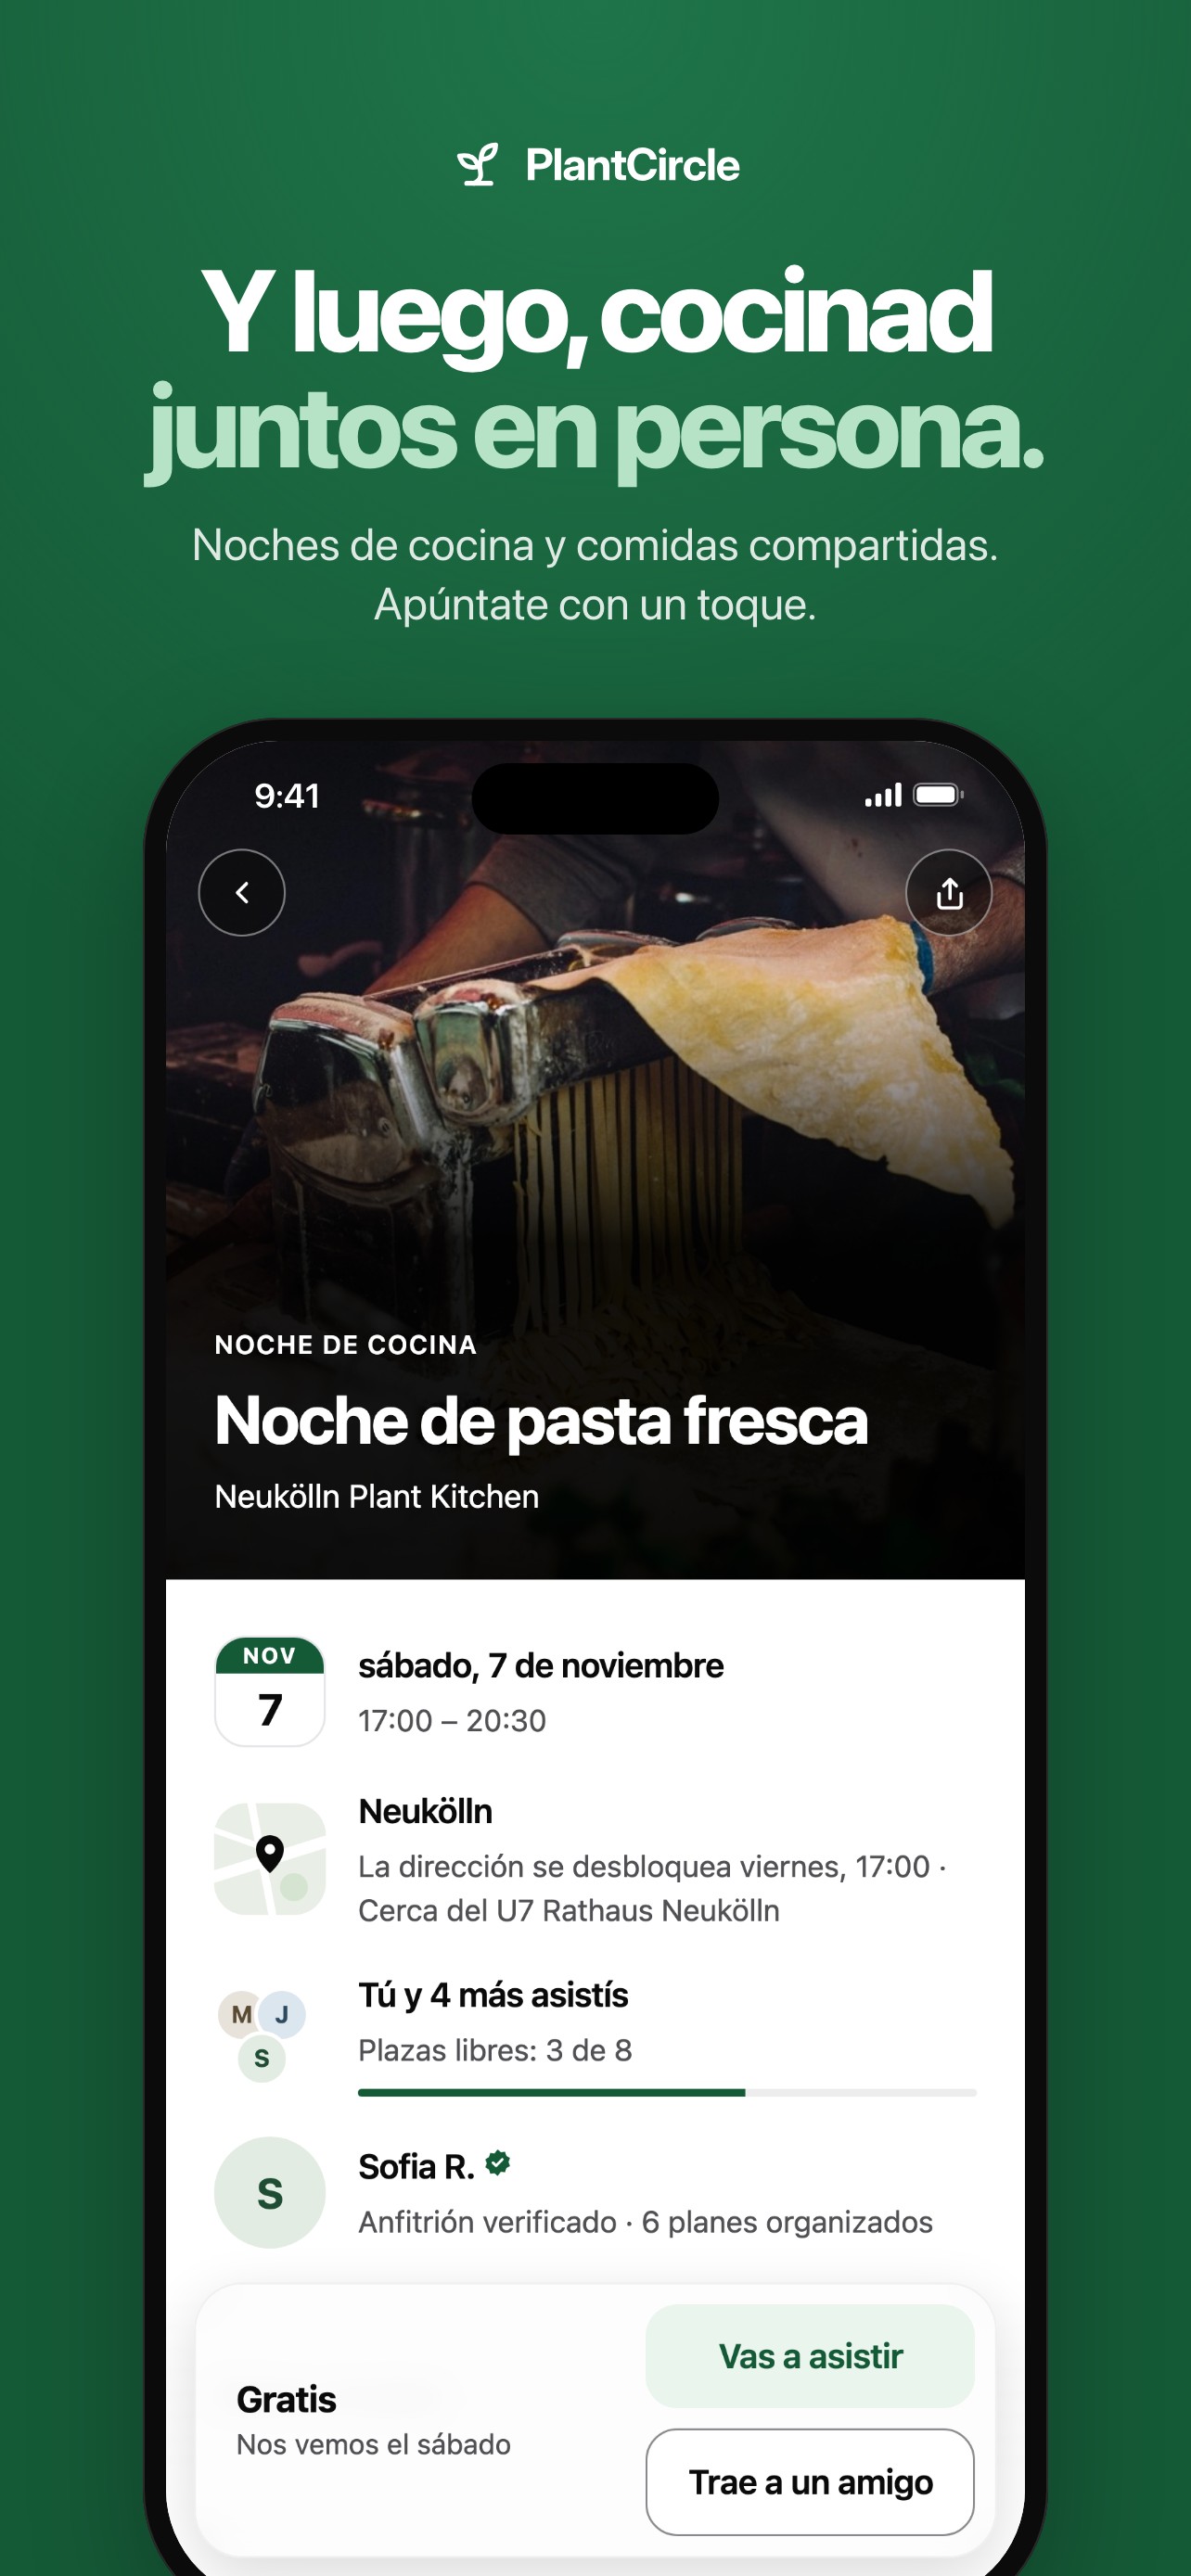 PlantCircle
Y luego, cocinad
juntos en persona.
Noches de cocina y comidas compartidas.
Apúntate con un toque.
9:41
NOCHE DE COCINA
Noche de pasta fresca
Neukölln Plant Kitchen
NOV
7
sábado, 7 de noviembre
17:00 – 20:30
Neukölln
La dirección se desbloquea viernes, 17:00 ·
Cerca del U7 Rathaus Neukölln
M J
S
Tú y 4 más asistís
Plazas libres: 3 de 8
S
Sofia R.
Anfitrión verificado · 6 planes organizados
Gratis
Nos vemos el sábado
Vas a asistir
Trae a un amigo